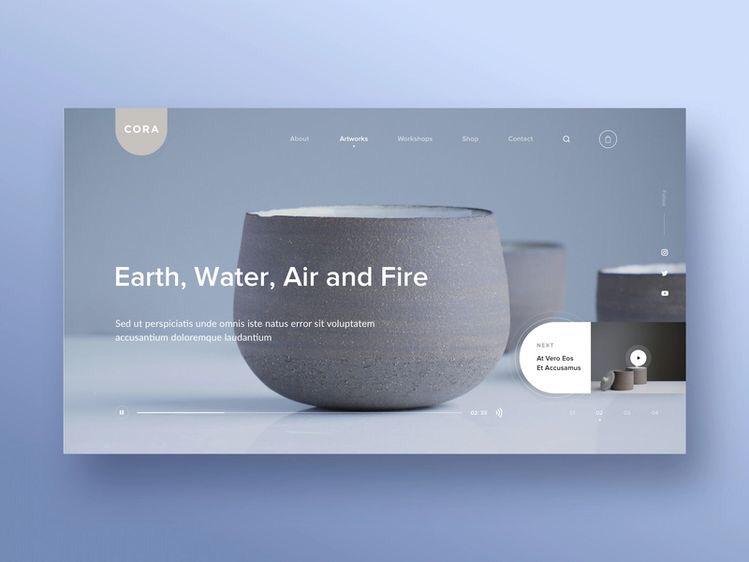 CORA
About
Artworks
Workshops
Shop
Contact
Follow
Earth, Water, Air and Fire
Sed ut perspiciatis unde omnis iste natus error sit voluptatem
accusantium doloremque laudantium
NEXT
At Vero Eos
Et Accusamus
02:35
01
02
03
04